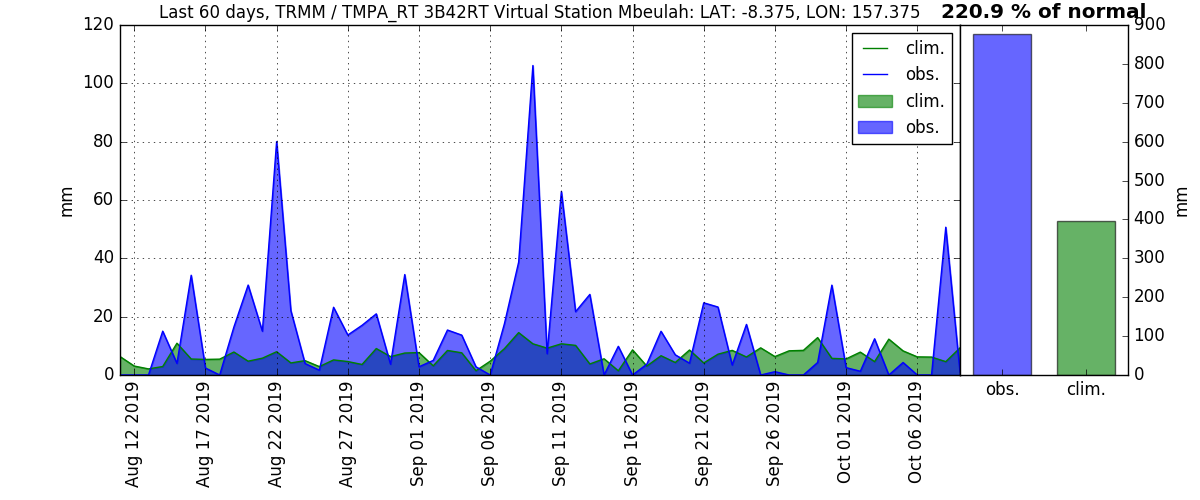 Last 60 days, TRMM / TMPA_RT 3B42RT Virtual Station Mbeulah: LAT: -8.375, LON: 157.375
220.9 % of normal
120
100
80
60
40
20
0
mm
clim.
obs.
clim.
obs.
900
800
700
600
500
400
300
200
100
0
mm
obs.
clim.
Aug 12 2019
Aug 17 2019
Aug 22 2019
Aug 27 2019
Sep 01 2019
Sep 06 2019
Sep 11 2019
Sep 16 2019
Sep 21 2019
Sep 26 2019
Oct 01 2019
Oct 06 2019